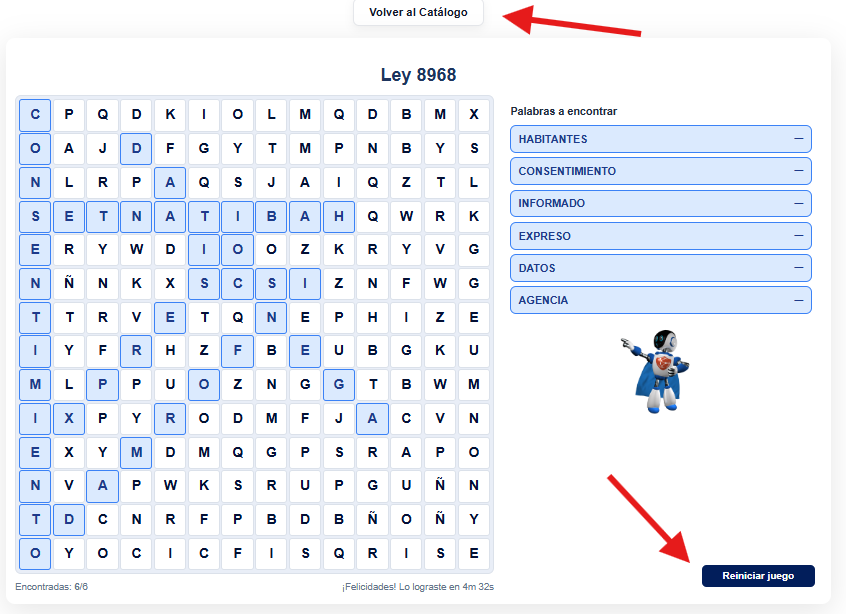 Volver al Catálogo
Ley 8968
C P Q D K I O L M Q D B M X
O A J D F G Y T M P N B Y S
N L R P A Q S J A I Q Z T L
S E T N A T I B A H Q W R K
E R Y W D I O O Z K R Y V G
N Ñ N K X S C S I Z N F W G
T T R V E T Q N E P H I Z E
I Y F R H Z F B E U B G K U
M L P P U O Z N G G T B W M
I X P Y R O D M F J A C V N
E X Y M D M Q G P S R A P O
N V A P W K S R U P G U Ñ N
T D C N R F P B D B Ñ O Ñ Y
O Y O C I C F I S Q R I S E
Encontradas: 6/6
¡Felicidades! Lo lograste en 4m 32s
Palabras a encontrar
HABITANTES —
CONSENTIMIENTO —
INFORMADO —
EXPRESO —
DATOS —
AGENCIA —
Reiniciar juego